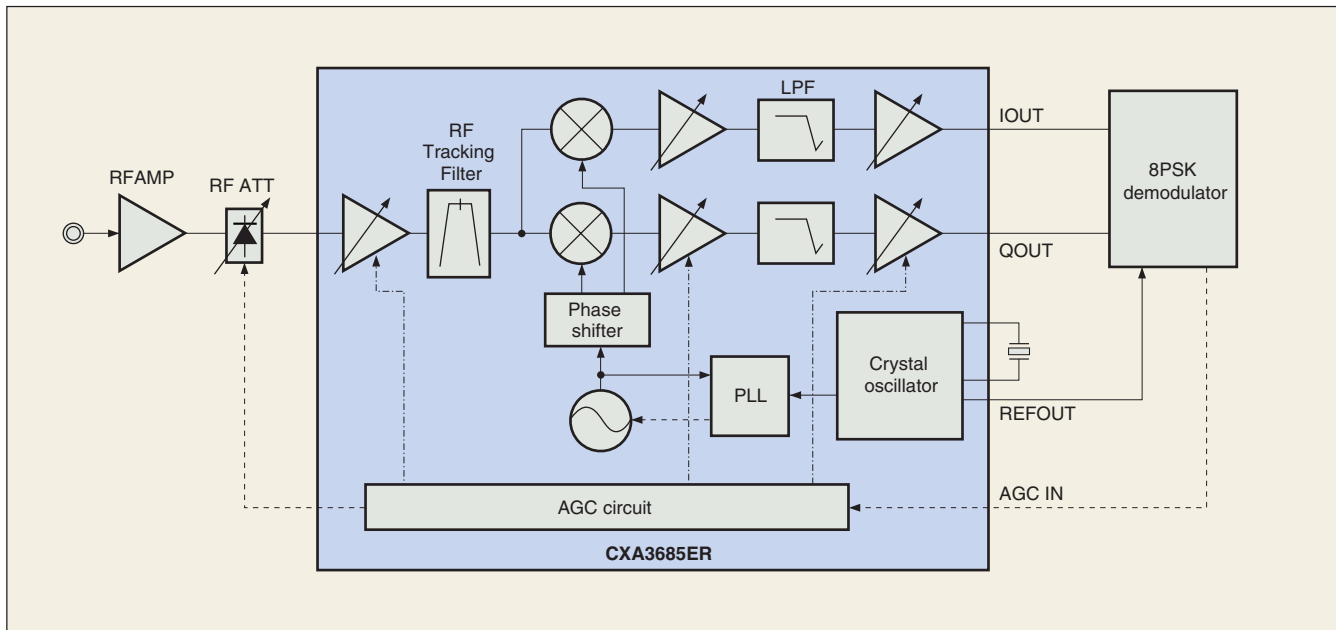 RFAMP
RF ATT
RF
Tracking
Filter
LPF
IOUT
QOUT
8PSK
demodulator
Phase
shifter
PLL
Crystal
oscillator
REFOUT
AGC IN
AGC circuit
CXA3685ER